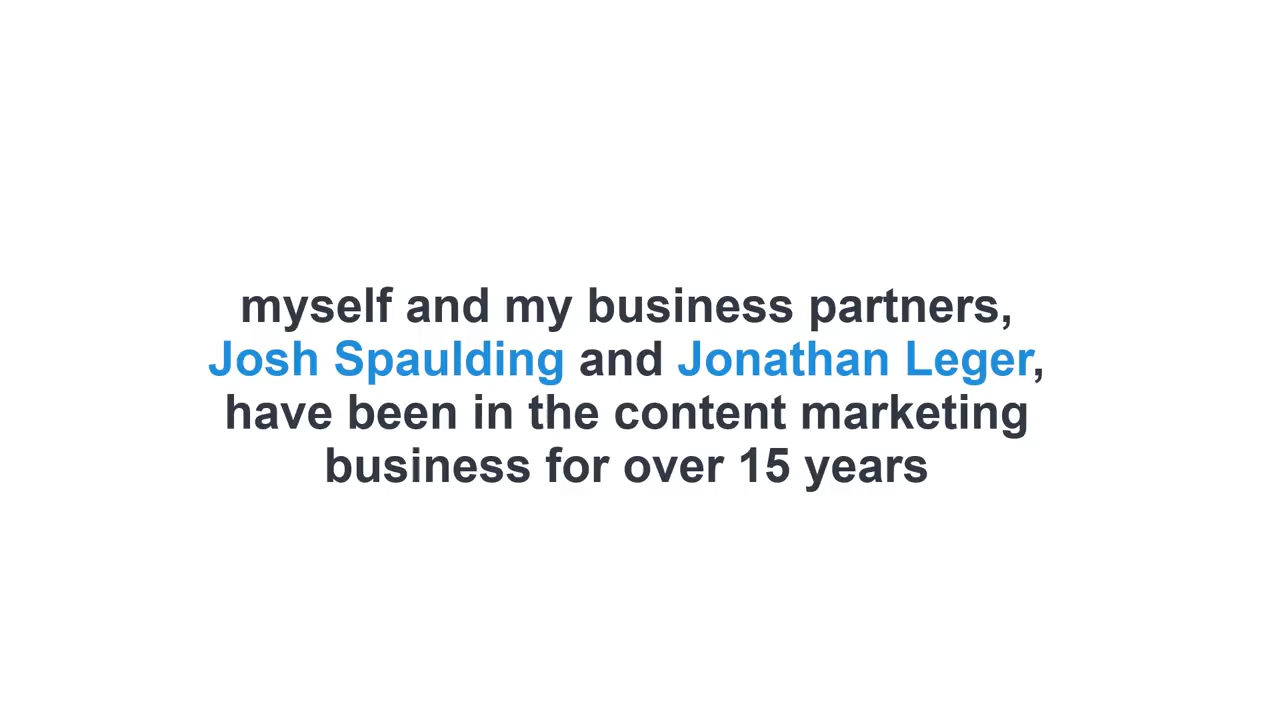 myself and my business partners,
Josh Spaulding and Jonathan Leger,
have been in the content marketing
business for over 15 years